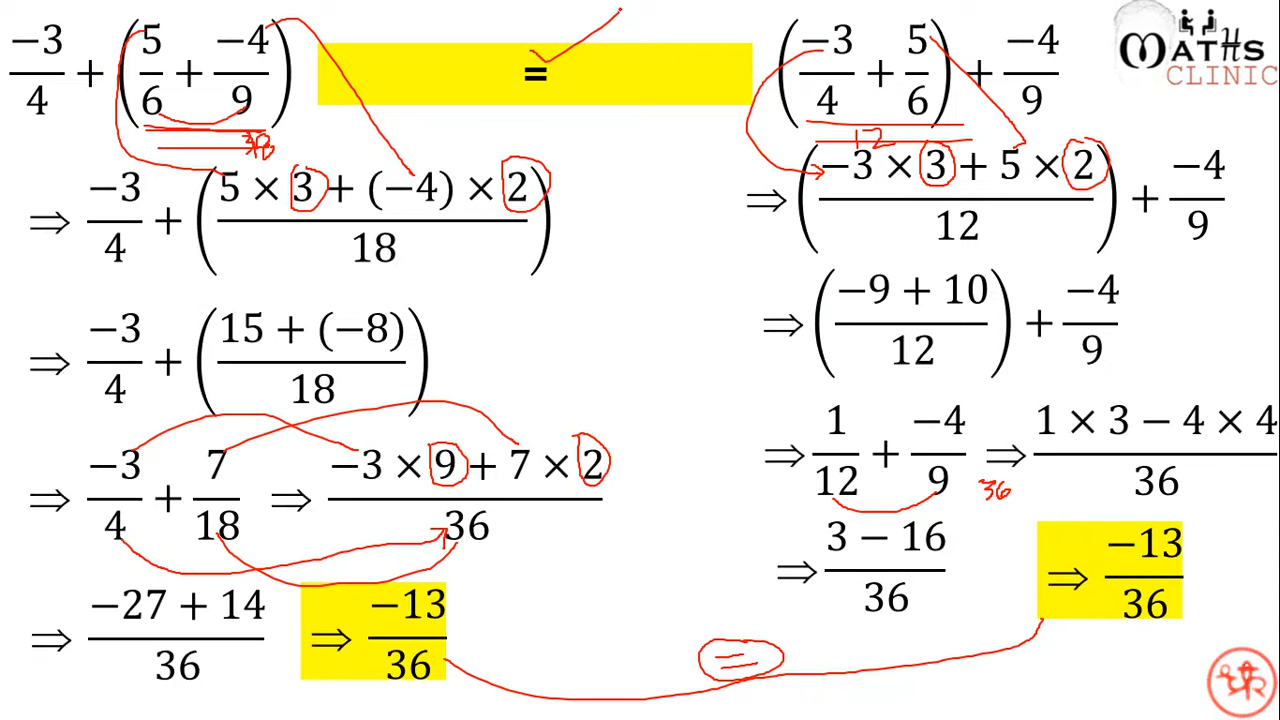 -3/4 + (5/6 + -4/9) = (-3/4 + 5/6) + -4/9
MATHS
CLINIC
18
⇒ -3/4 + (5 × 3 + (-4) × 2 / 18)
⇒ -3/4 + (15 + (-8) / 18)
⇒ -3/4 + 7/18 ⇒ -3 × 9 + 7 × 2 / 36
⇒ -27 + 14 / 36 ⇒ -13/36
=
12
⇒ (-3 × 3 + 5 × 2 / 12) + -4/9
⇒ (-9 + 10 / 12) + -4/9
⇒ 1/12 + -4/9 ⇒ 1 × 3 - 4 × 4 / 36
36
⇒ 3 - 16 / 36 ⇒ -13/36